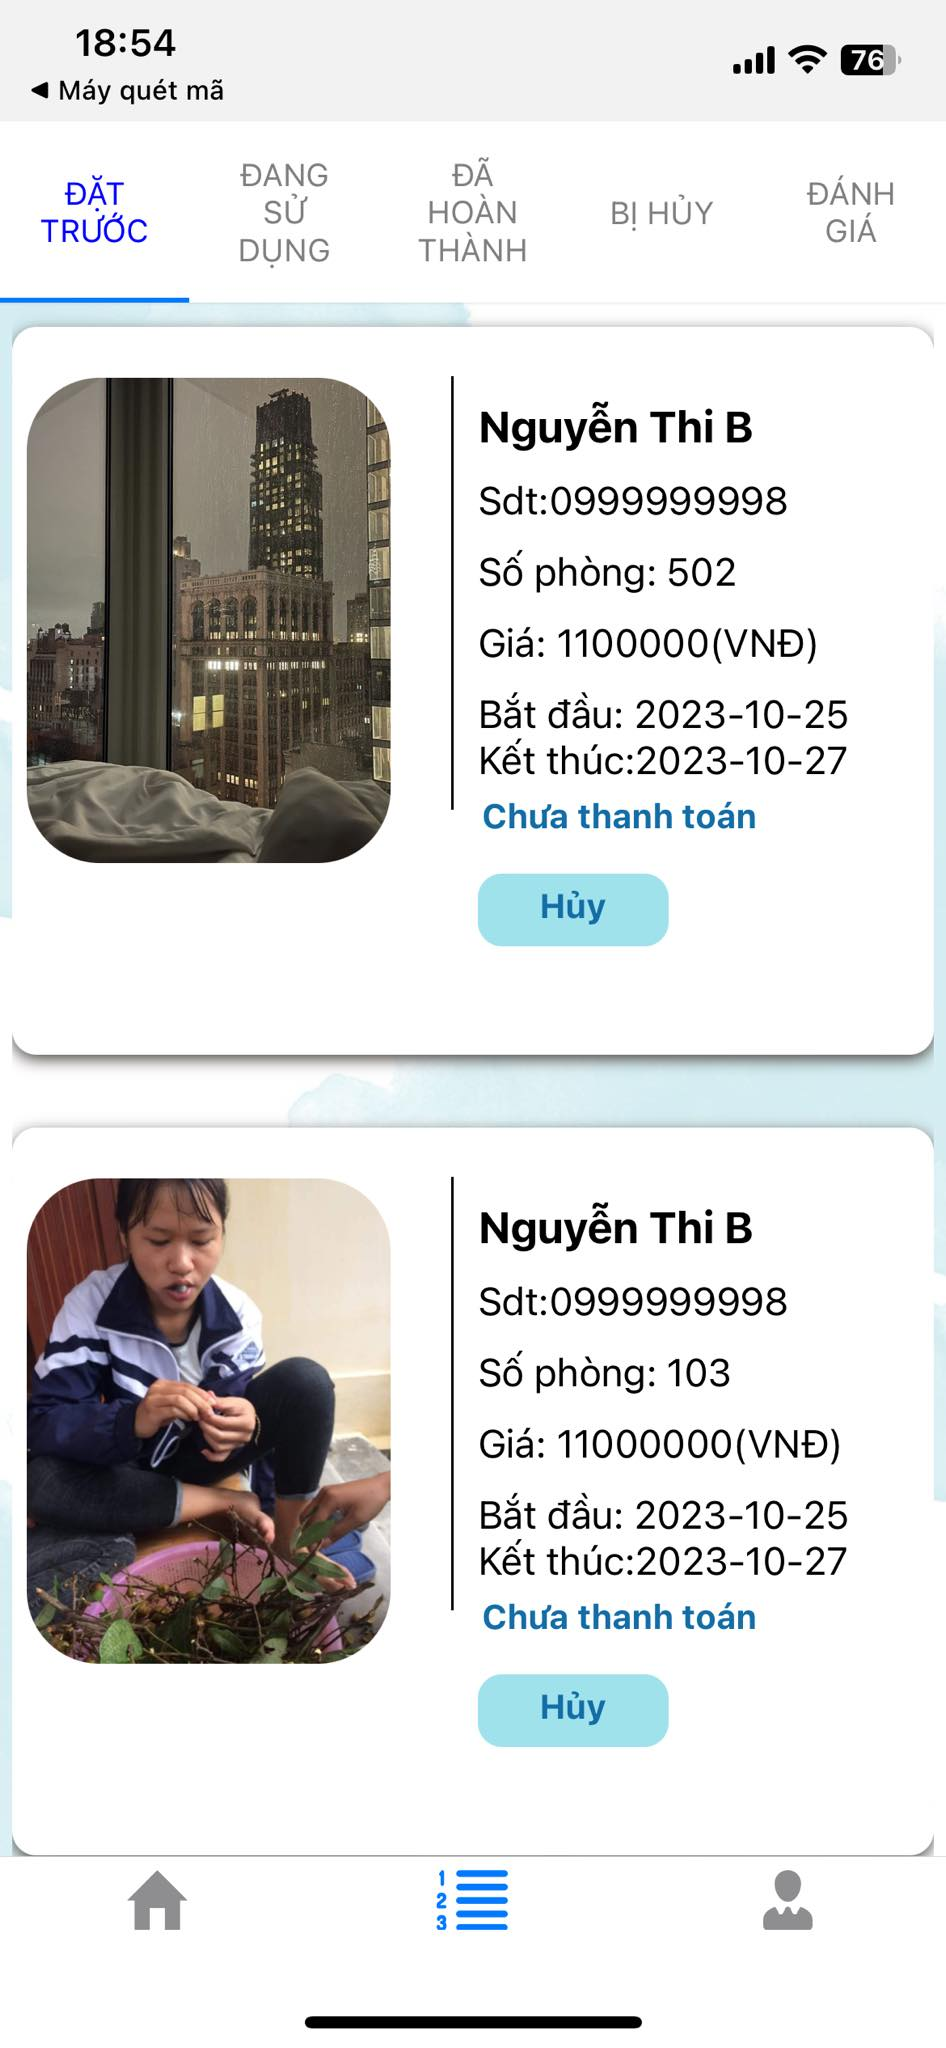 18:54
76
◀ Máy quét mã
ĐẶT
TRƯỚC
ĐANG
SỬ
DỤNG
ĐÃ
HOÀN
THÀNH
BỊ HỦY
ĐÁNH
GIÁ
Nguyễn Thi B
Sdt:0999999998
Số phòng: 502
Giá: 1100000(VNĐ)
Bắt đầu: 2023-10-25
Kết thúc:2023-10-27
Chưa thanh toán
Hủy
Nguyễn Thi B
Sdt:0999999998
Số phòng: 103
Giá: 11000000(VNĐ)
Bắt đầu: 2023-10-25
Kết thúc:2023-10-27
Chưa thanh toán
Hủy
1
2
3